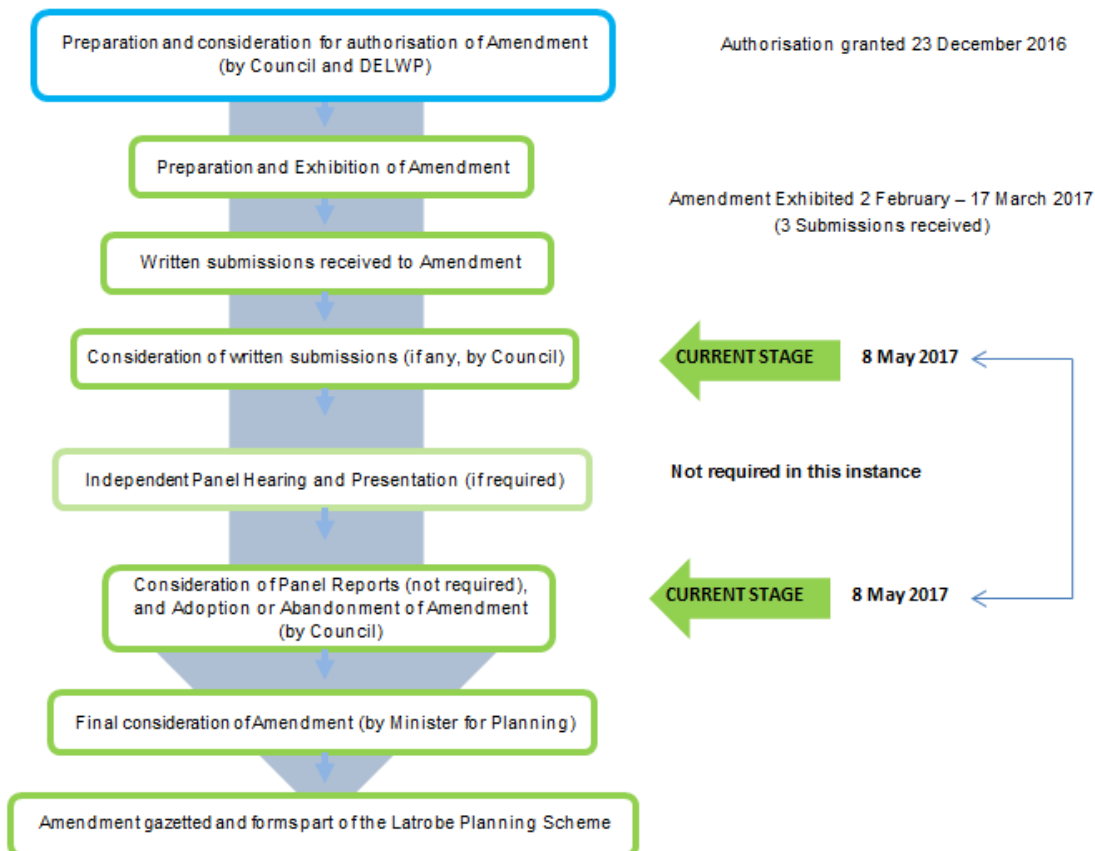 Preparation and consideration for authorisation of Amendment
(by Council and DELWP)
Authorisation granted 23 December 2016
Preparation and Exhibition of Amendment
Amendment Exhibited 2 February – 17 March 2017
(3 Submissions received)
Written submissions received to Amendment
Consideration of written submissions (if any, by Council)
CURRENT STAGE
8 May 2017
Independent Panel Hearing and Presentation (if required)
Not required in this instance
Consideration of Panel Reports (not required),
and Adoption or Abandonment of Amendment
(by Council)
CURRENT STAGE
8 May 2017
Final consideration of Amendment (by Minister for Planning)
Amendment gazetted and forms part of the Latrobe Planning Scheme